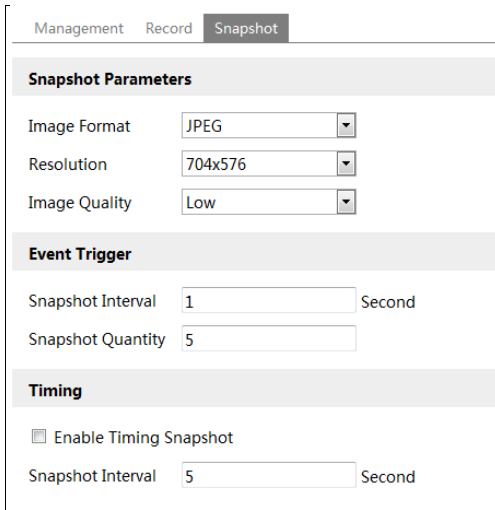 Management Record Snapshot
Snapshot Parameters
Image Format JPEG
Resolution 704x576
Image Quality Low
Event Trigger
Snapshot Interval 1 Second
Snapshot Quantity 5
Timing
Enable Timing Snapshot
Snapshot Interval 5 Second